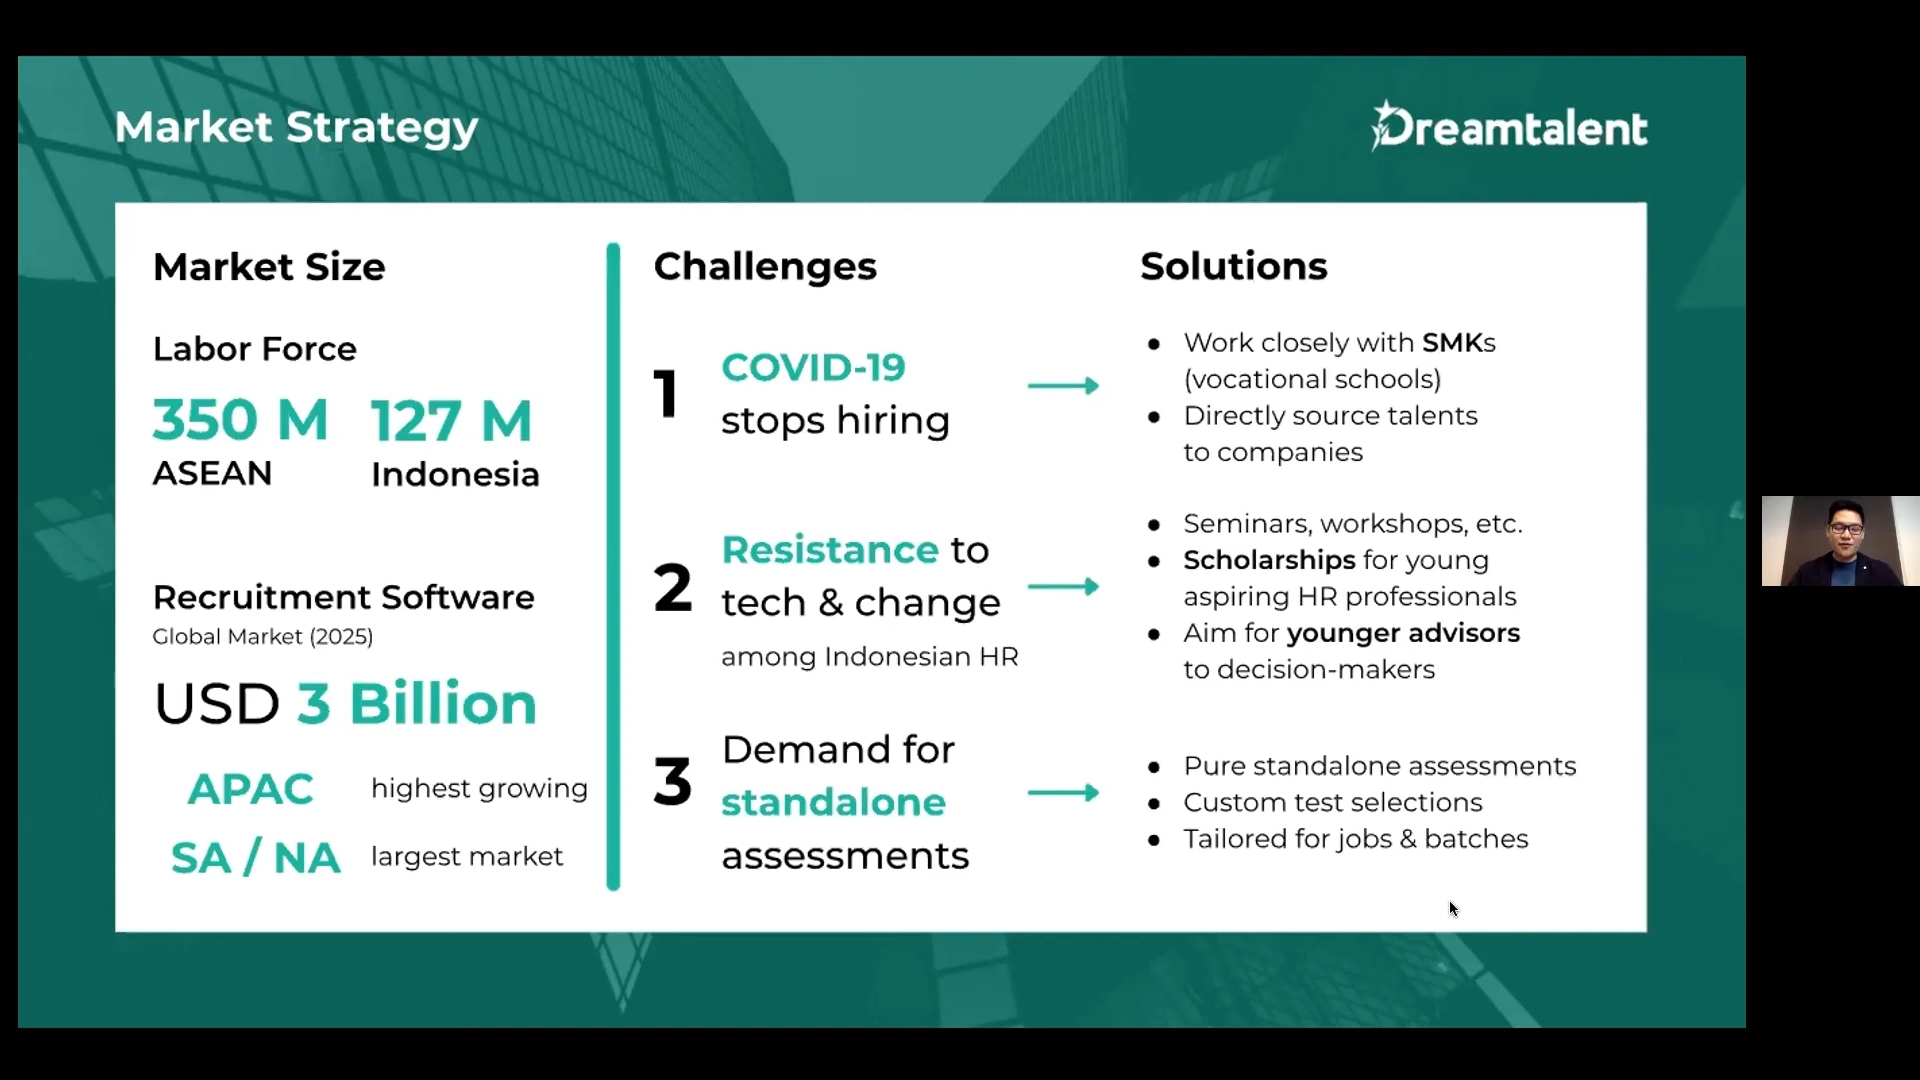 Market Strategy
Dreamtalent
Market Size
Labor Force
350 M
ASEAN
127 M
Indonesia
Recruitment Software
Global Market (2025)
USD 3 Billion
APAC highest growing
SA / NA largest market
Challenges
1
COVID-19
stops hiring
2
Resistance to
tech & change
among Indonesian HR
3
Demand for
standalone
assessments
Solutions
● Work closely with SMKs
(vocational schools)
● Directly source talents
to companies
● Seminars, workshops, etc.
● Scholarships for young
aspiring HR professionals
● Aim for younger advisors
to decision-makers
● Pure standalone assessments
● Custom test selections
● Tailored for jobs & batches